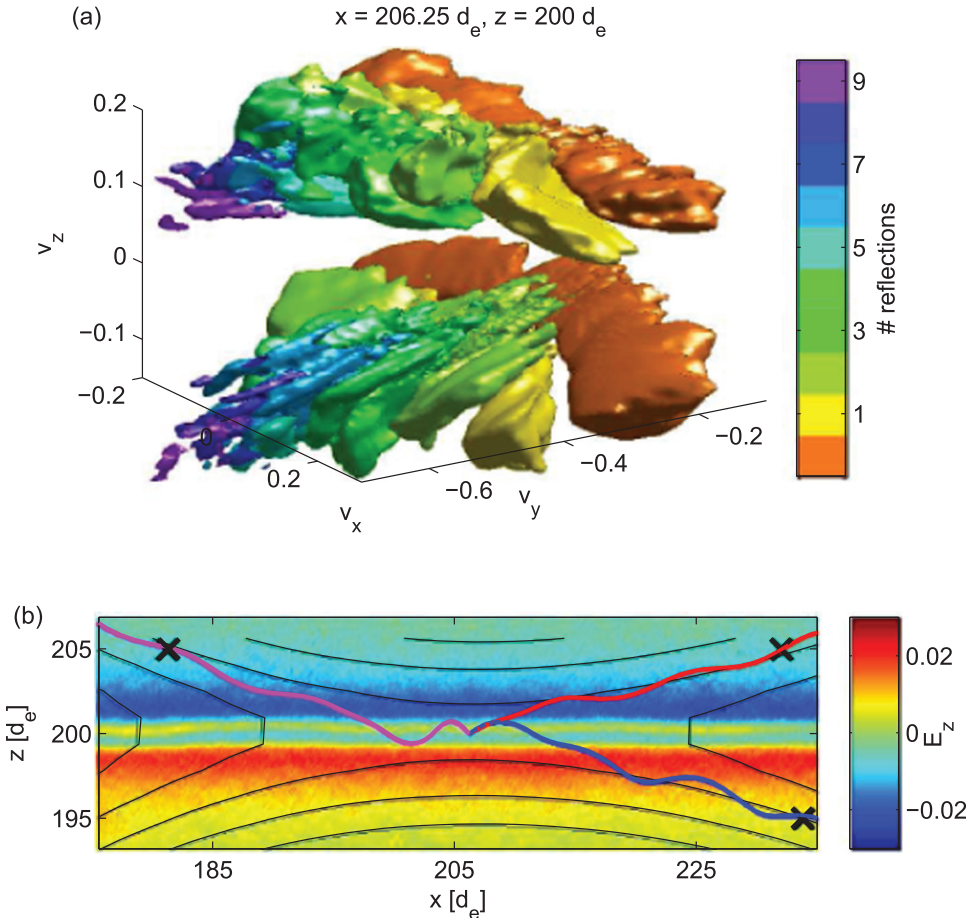 (a)
x = 206.25 d_e, z = 200 d_e
0.2
0.1
0
−0.1
−0.2
v_z
0
0.2
v_x
−0.6
−0.4
−0.2
v_y
9
7
5
3
1
# reflections
(b)
205
200
195
z [d_e]
185
205
225
x [d_e]
0.02
0
−0.02
E_z